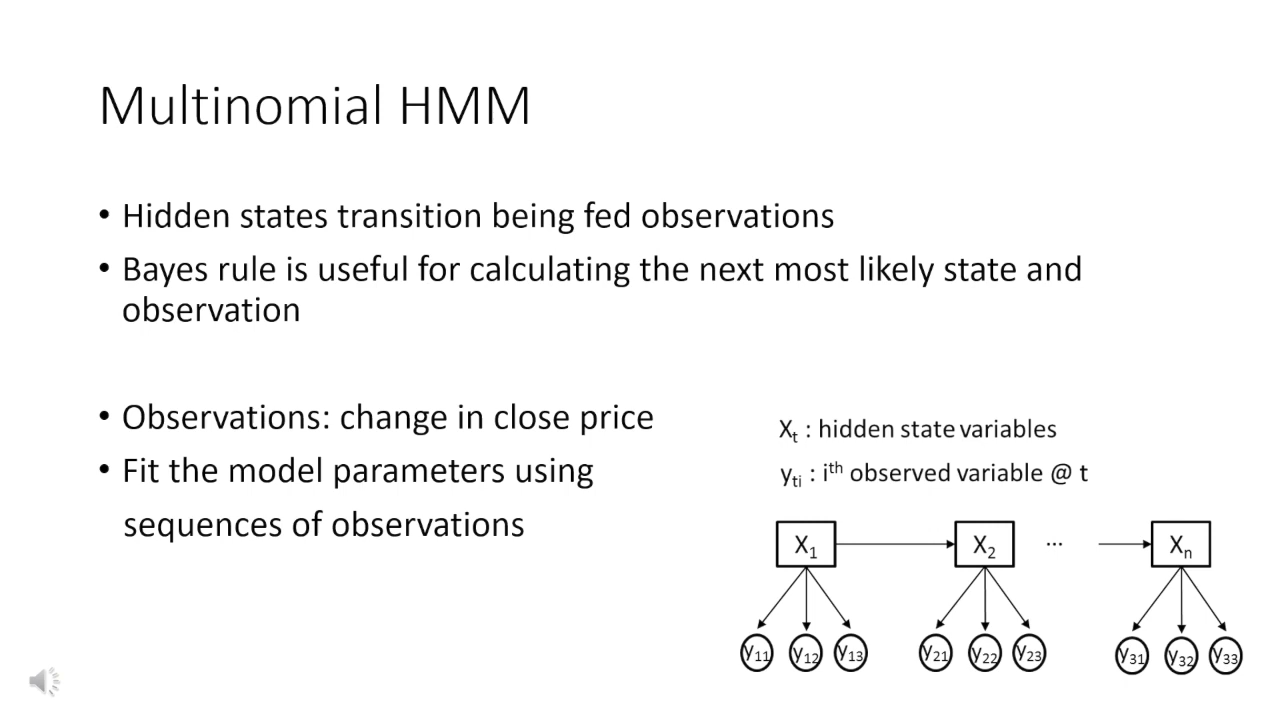 Multinomial HMM
• Hidden states transition being fed observations
• Bayes rule is useful for calculating the next most likely state and
observation
• Observations: change in close price
• Fit the model parameters using
sequences of observations
Xt : hidden state variables
yti : ith observed variable @ t
X1 X2 ... Xn
y11 y12 y13 y21 y22 y23 y31 y32 y33